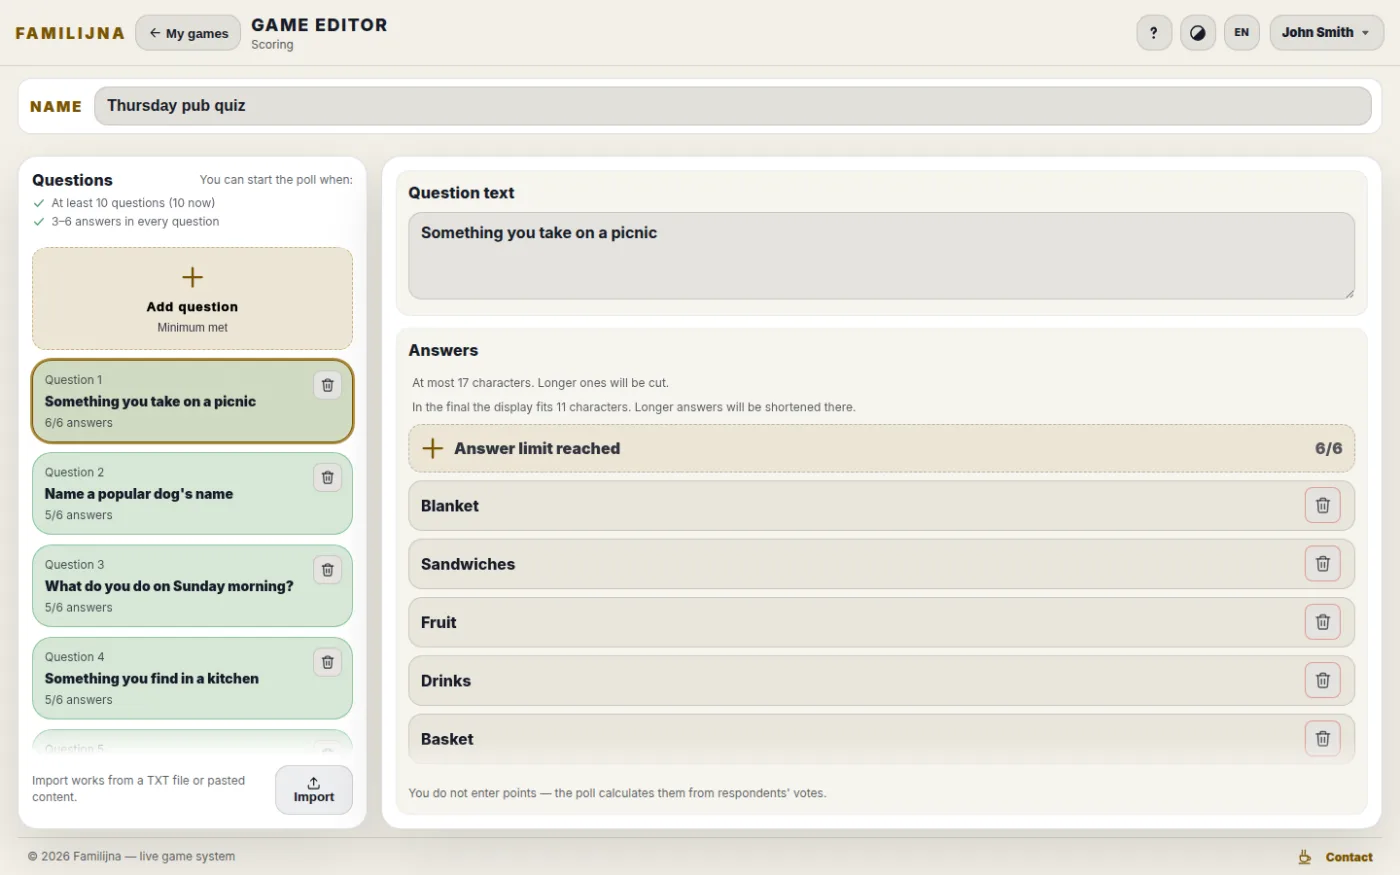 FAMILIJNA
← My games
GAME EDITOR
Scoring
?
EN
John Smith
NAME
Thursday pub quiz
Questions
You can start the poll when:
At least 10 questions (10 now)
3–6 answers in every question
Add question
Minimum met
Question 1
Something you take on a picnic
6/6 answers
Question 2
Name a popular dog's name
5/6 answers
Question 3
What do you do on Sunday morning?
5/6 answers
Question 4
Something you find in a kitchen
5/6 answers
Question 5
Import works from a TXT file or pasted
content.
Import
Question text
Something you take on a picnic
Answers
At most 17 characters. Longer ones will be cut.
In the final the display fits 11 characters. Longer answers will be shortened there.
Answer limit reached
6/6
Blanket
Sandwiches
Fruit
Drinks
Basket
You do not enter points — the poll calculates them from respondents' votes.
© 2026 Familijna — live game system
Contact